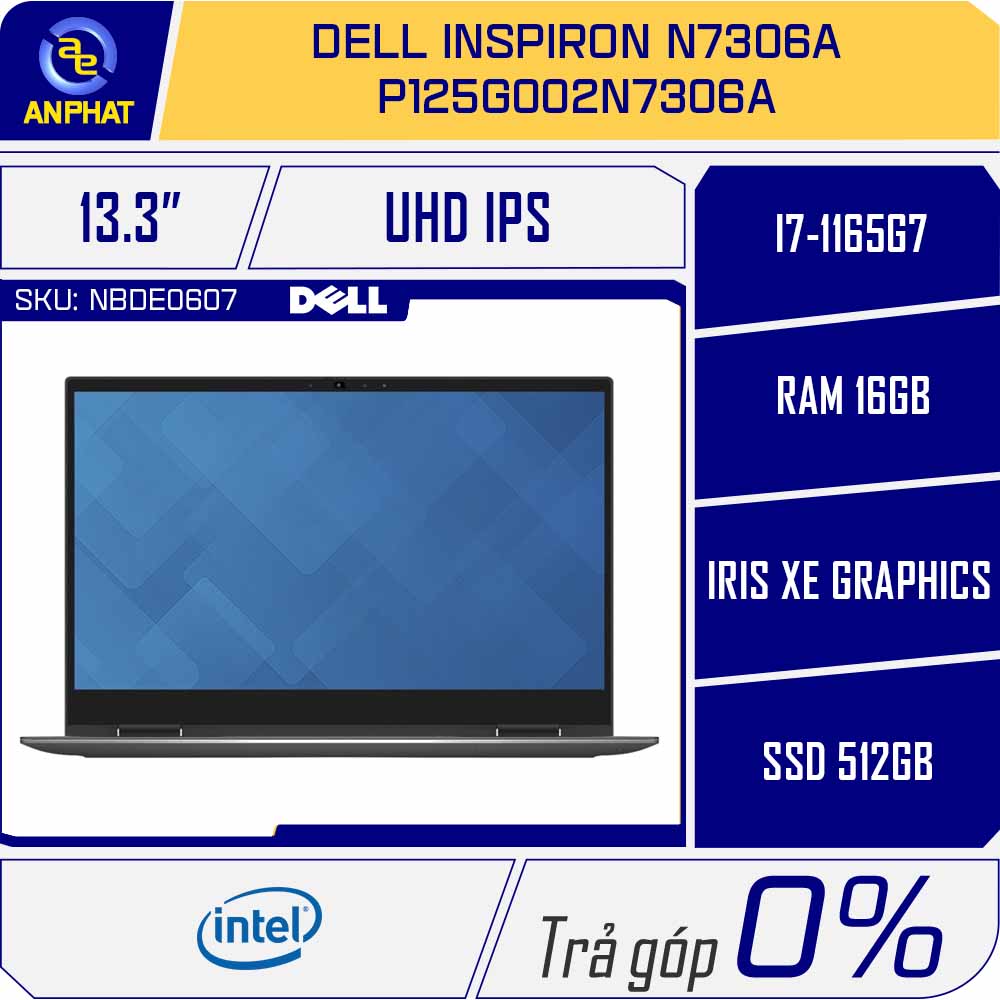 ae
ANPHAT
DELL INSPIRON N7306A
P125G002N7306A
13.3"
UHD IPS
SKU: NBDE0607
DELL
I7-1165G7
RAM 16GB
IRIS XE GRAPHICS
SSD 512GB
intel®
Trả góp 0%